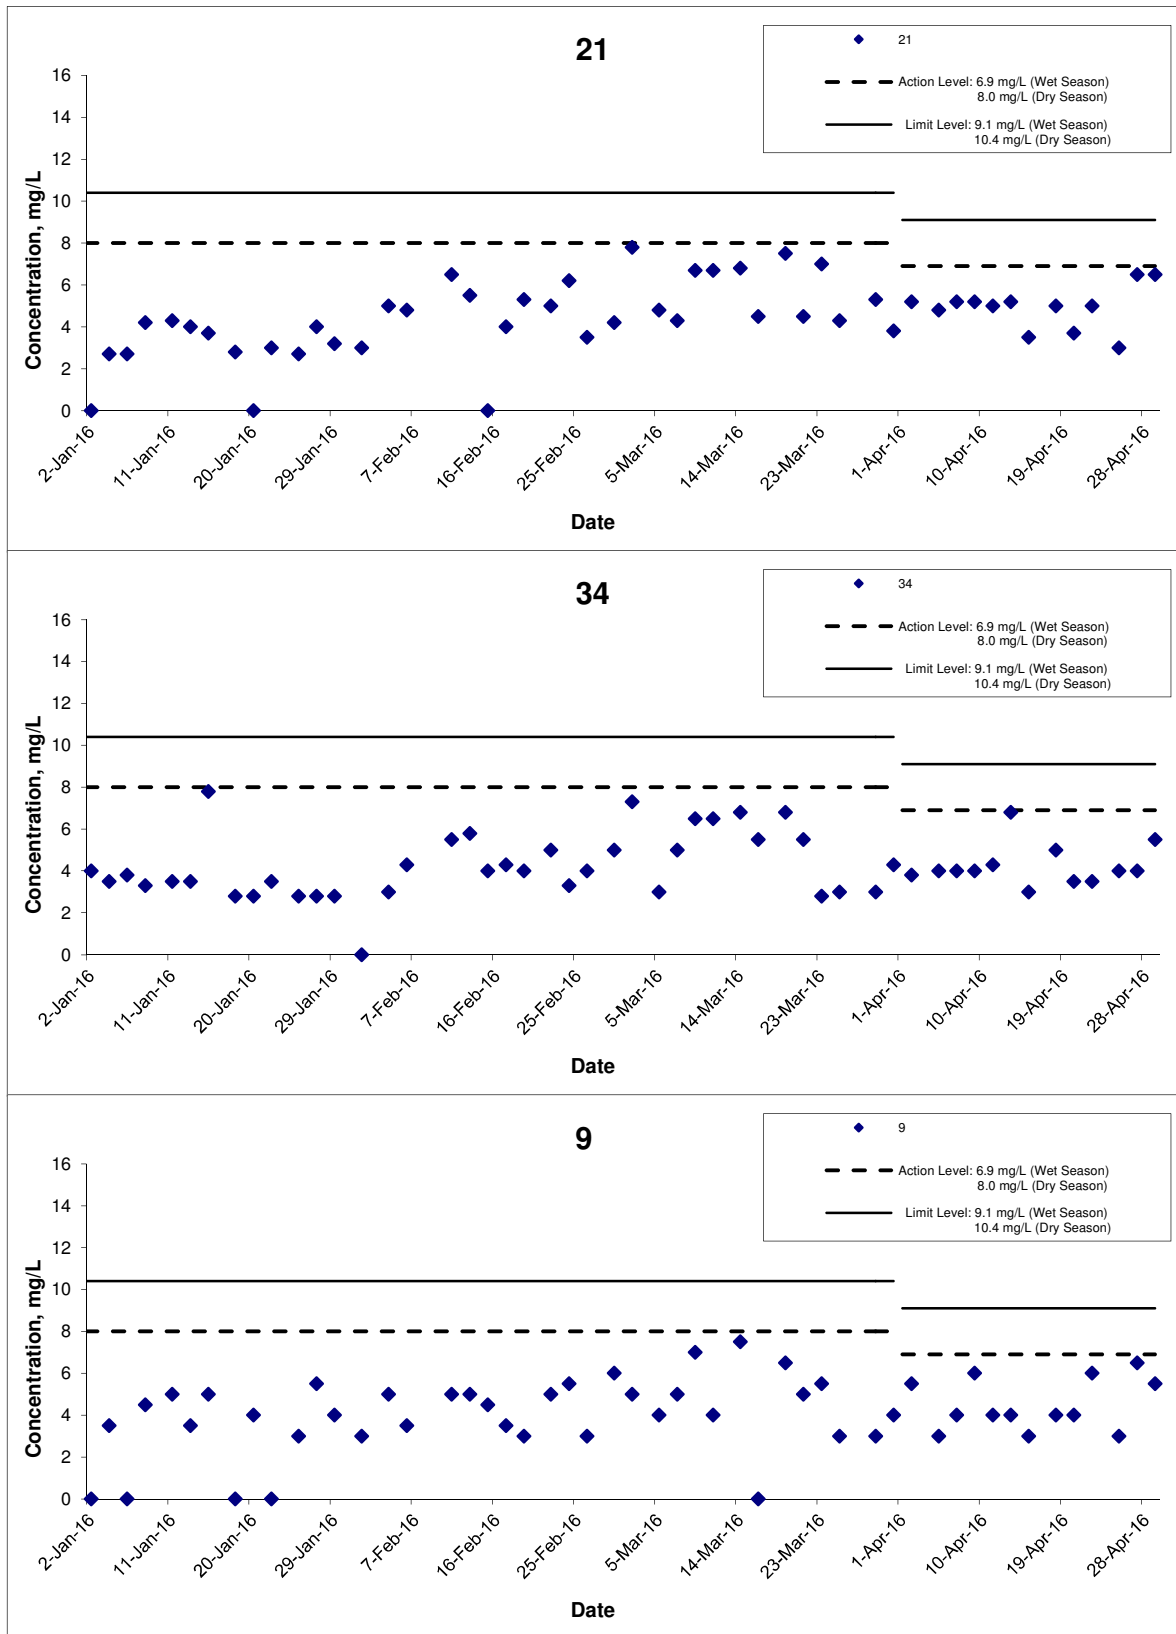 21
21
Action Level: 6.9 mg/L (Wet Season)
8.0 mg/L (Dry Season)
Limit Level: 9.1 mg/L (Wet Season)
10.4 mg/L (Dry Season)
Concentration, mg/L
16
14
12
10
8
6
4
2
0
2-Jan-16
11-Jan-16
20-Jan-16
29-Jan-16
7-Feb-16
16-Feb-16
25-Feb-16
5-Mar-16
14-Mar-16
23-Mar-16
1-Apr-16
10-Apr-16
19-Apr-16
28-Apr-16
Date
34
34
Action Level: 6.9 mg/L (Wet Season)
8.0 mg/L (Dry Season)
Limit Level: 9.1 mg/L (Wet Season)
10.4 mg/L (Dry Season)
Concentration, mg/L
16
14
12
10
8
6
4
2
0
2-Jan-16
11-Jan-16
20-Jan-16
29-Jan-16
7-Feb-16
16-Feb-16
25-Feb-16
5-Mar-16
14-Mar-16
23-Mar-16
1-Apr-16
10-Apr-16
19-Apr-16
28-Apr-16
Date
9
9
Action Level: 6.9 mg/L (Wet Season)
8.0 mg/L (Dry Season)
Limit Level: 9.1 mg/L (Wet Season)
10.4 mg/L (Dry Season)
Concentration, mg/L
16
14
12
10
8
6
4
2
0
2-Jan-16
11-Jan-16
20-Jan-16
29-Jan-16
7-Feb-16
16-Feb-16
25-Feb-16
5-Mar-16
14-Mar-16
23-Mar-16
1-Apr-16
10-Apr-16
19-Apr-16
28-Apr-16
Date